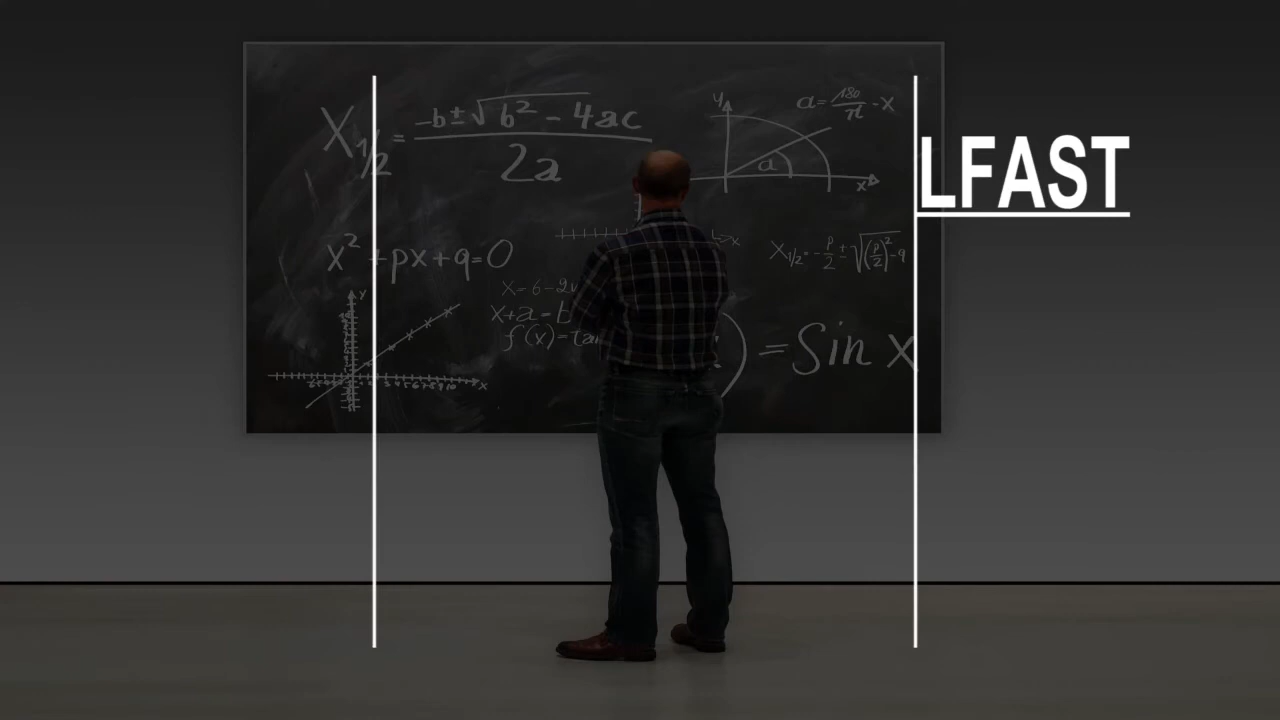 LFAST
X₁/₂ = -b±√b² - 4ac / 2a
y
a = 180/π - x
a
x
x² + px + q = 0
x
X₁/₂ = -p/2 ± √(p/2)² - q
X = 6 - 2
x + a = b
f(x) = tan
) = Sin x
y
x